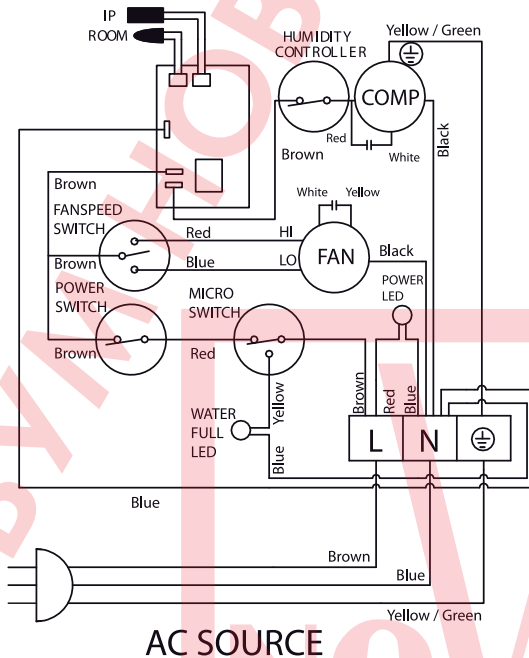 IP
ROOM
HUMIDITY
CONTROLLER
Yellow / Green
COMP
Red
White
Brown
Black
Brown
FANSPEED
SWITCH
White
Yellow
Red
HI
FAN
Black
Brown
Blue
LO
POWER
SWITCH
MICRO
SWITCH
POWER
LED
Brown
Red
Brown
Red
Blue
Yellow
WATER
FULL
LED
Blue
L
N
Blue
Brown
Blue
Yellow / Green
AC SOURCE
BYMHOB